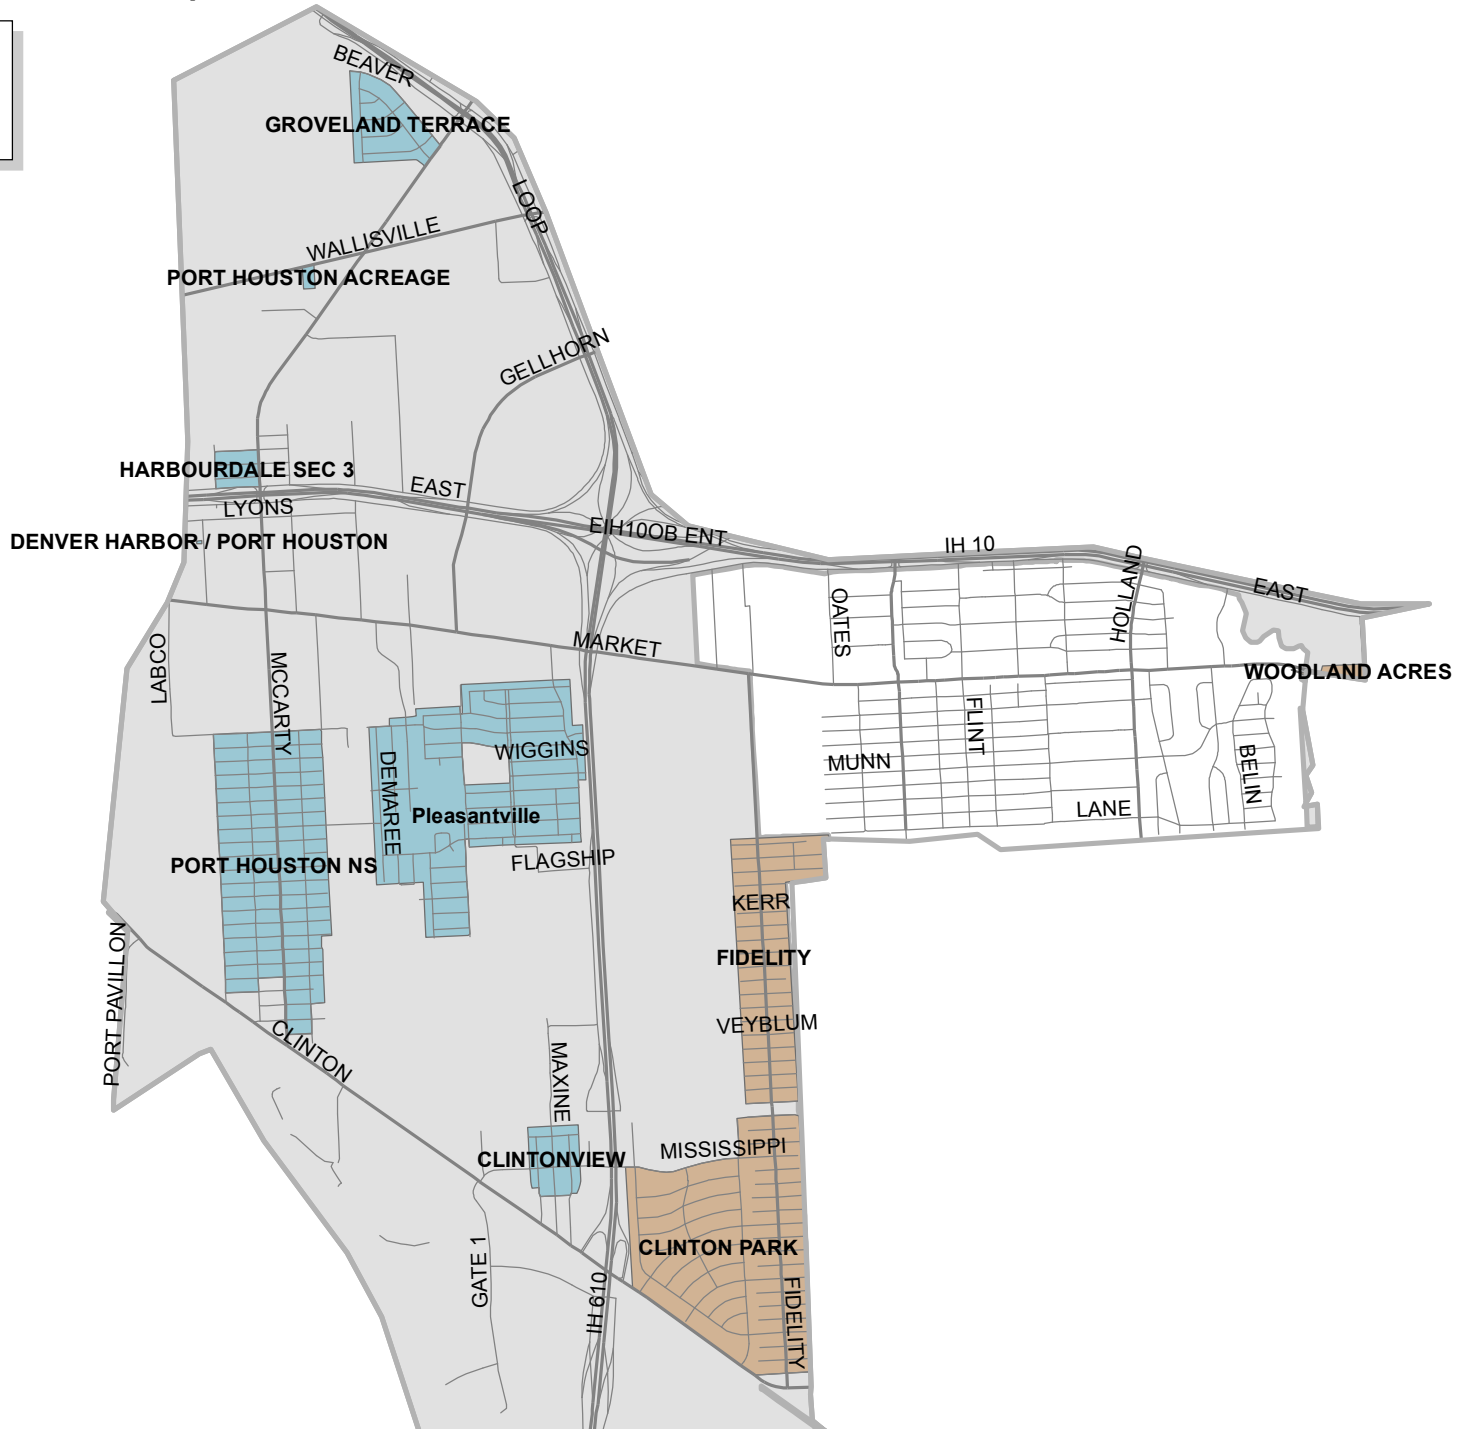 BEAVER
GROVELAND TERRACE
LOOP
WALLISVILLE
PORT HOUSTON ACREAGE
GELLHORN
HARBOURDALE SEC 3
EAST
LYONS
EIH10OB ENT
DENVER HARBOR / PORT HOUSTON
IH 10
HOLLAND
EAST
OATES
MARKET
LABCO
MCCARTY
WOODLAND ACRES
FLINT
WIGGINS
MUNN
BELIN
DEMAREE
LANE
Pleasantville
FLAGSHIP
PORT HOUSTON NS
KERR
FIDELITY
PORT PAVILLON
VEYBLUM
CLINTON
MAXINE
MISSISSIPPI
CLINTONVIEW
CLINTON PARK
GATE 1
IH 610
FIDELITY